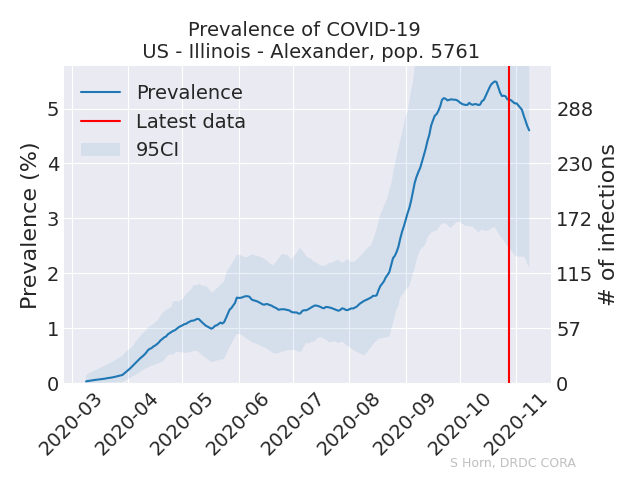 Prevalence of COVID-19
US - Illinois - Alexander, pop. 5761
Prevalence
Latest data
95CI
Prevalence (%)
5
4
3
2
1
0
288
230
172
115
57
0
# of infections
2020-03
2020-04
2020-05
2020-06
2020-07
2020-08
2020-09
2020-10
2020-11
S Horn, DRDC CORA